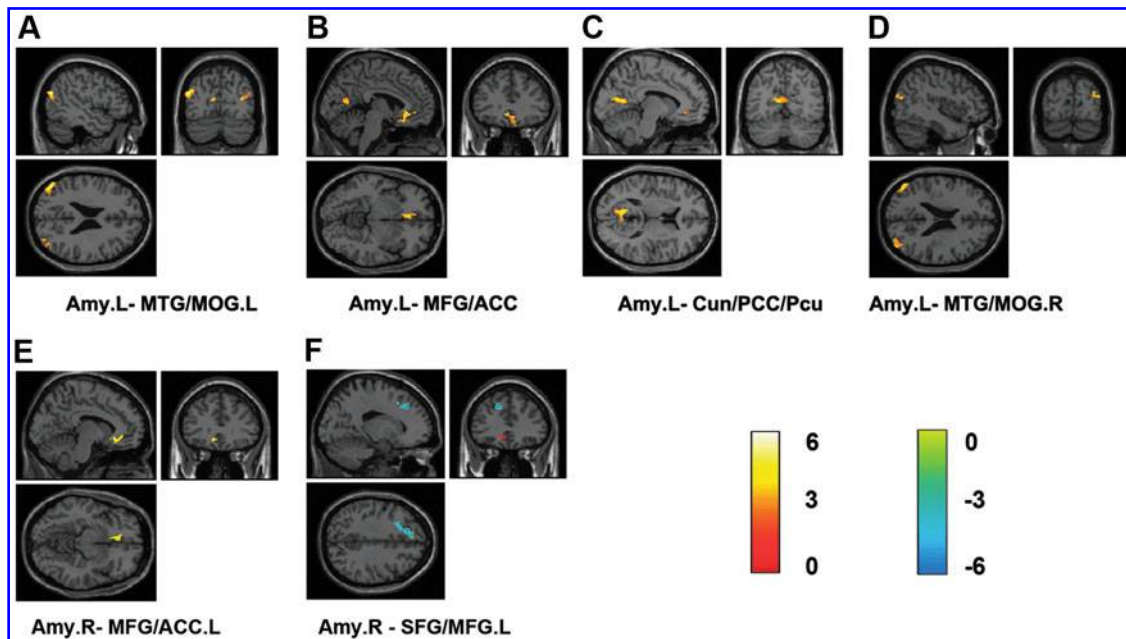 A
B
C
D
Amy.L- MTG/MOG.L
Amy.L- MFG/ACC
Amy.L- Cun/PCC/Pcu
Amy.L- MTG/MOG.R
E
F
6
3
0
0
-3
-6
Amy.R- MFG/ACC.L
Amy.R - SFG/MFG.L